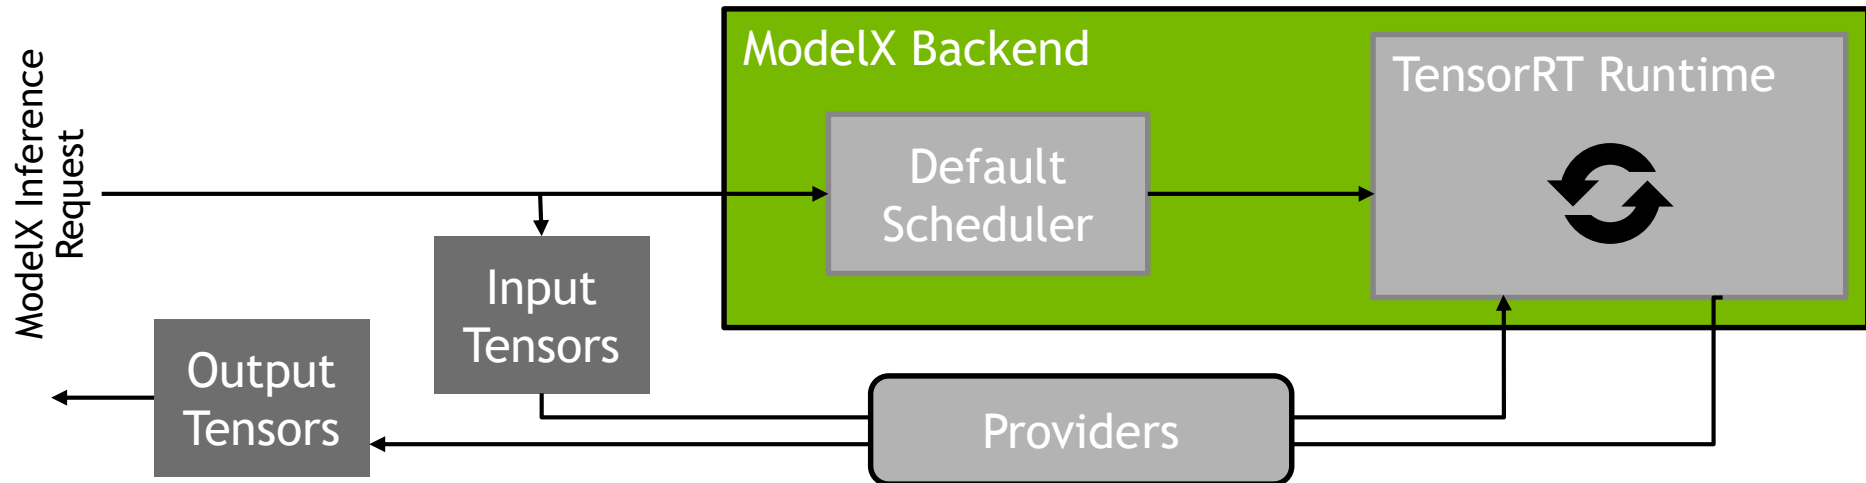 ModelX Inference
Request
ModelX Backend
TensorRT Runtime
Default
Scheduler
Input
Tensors
Output
Tensors
Providers